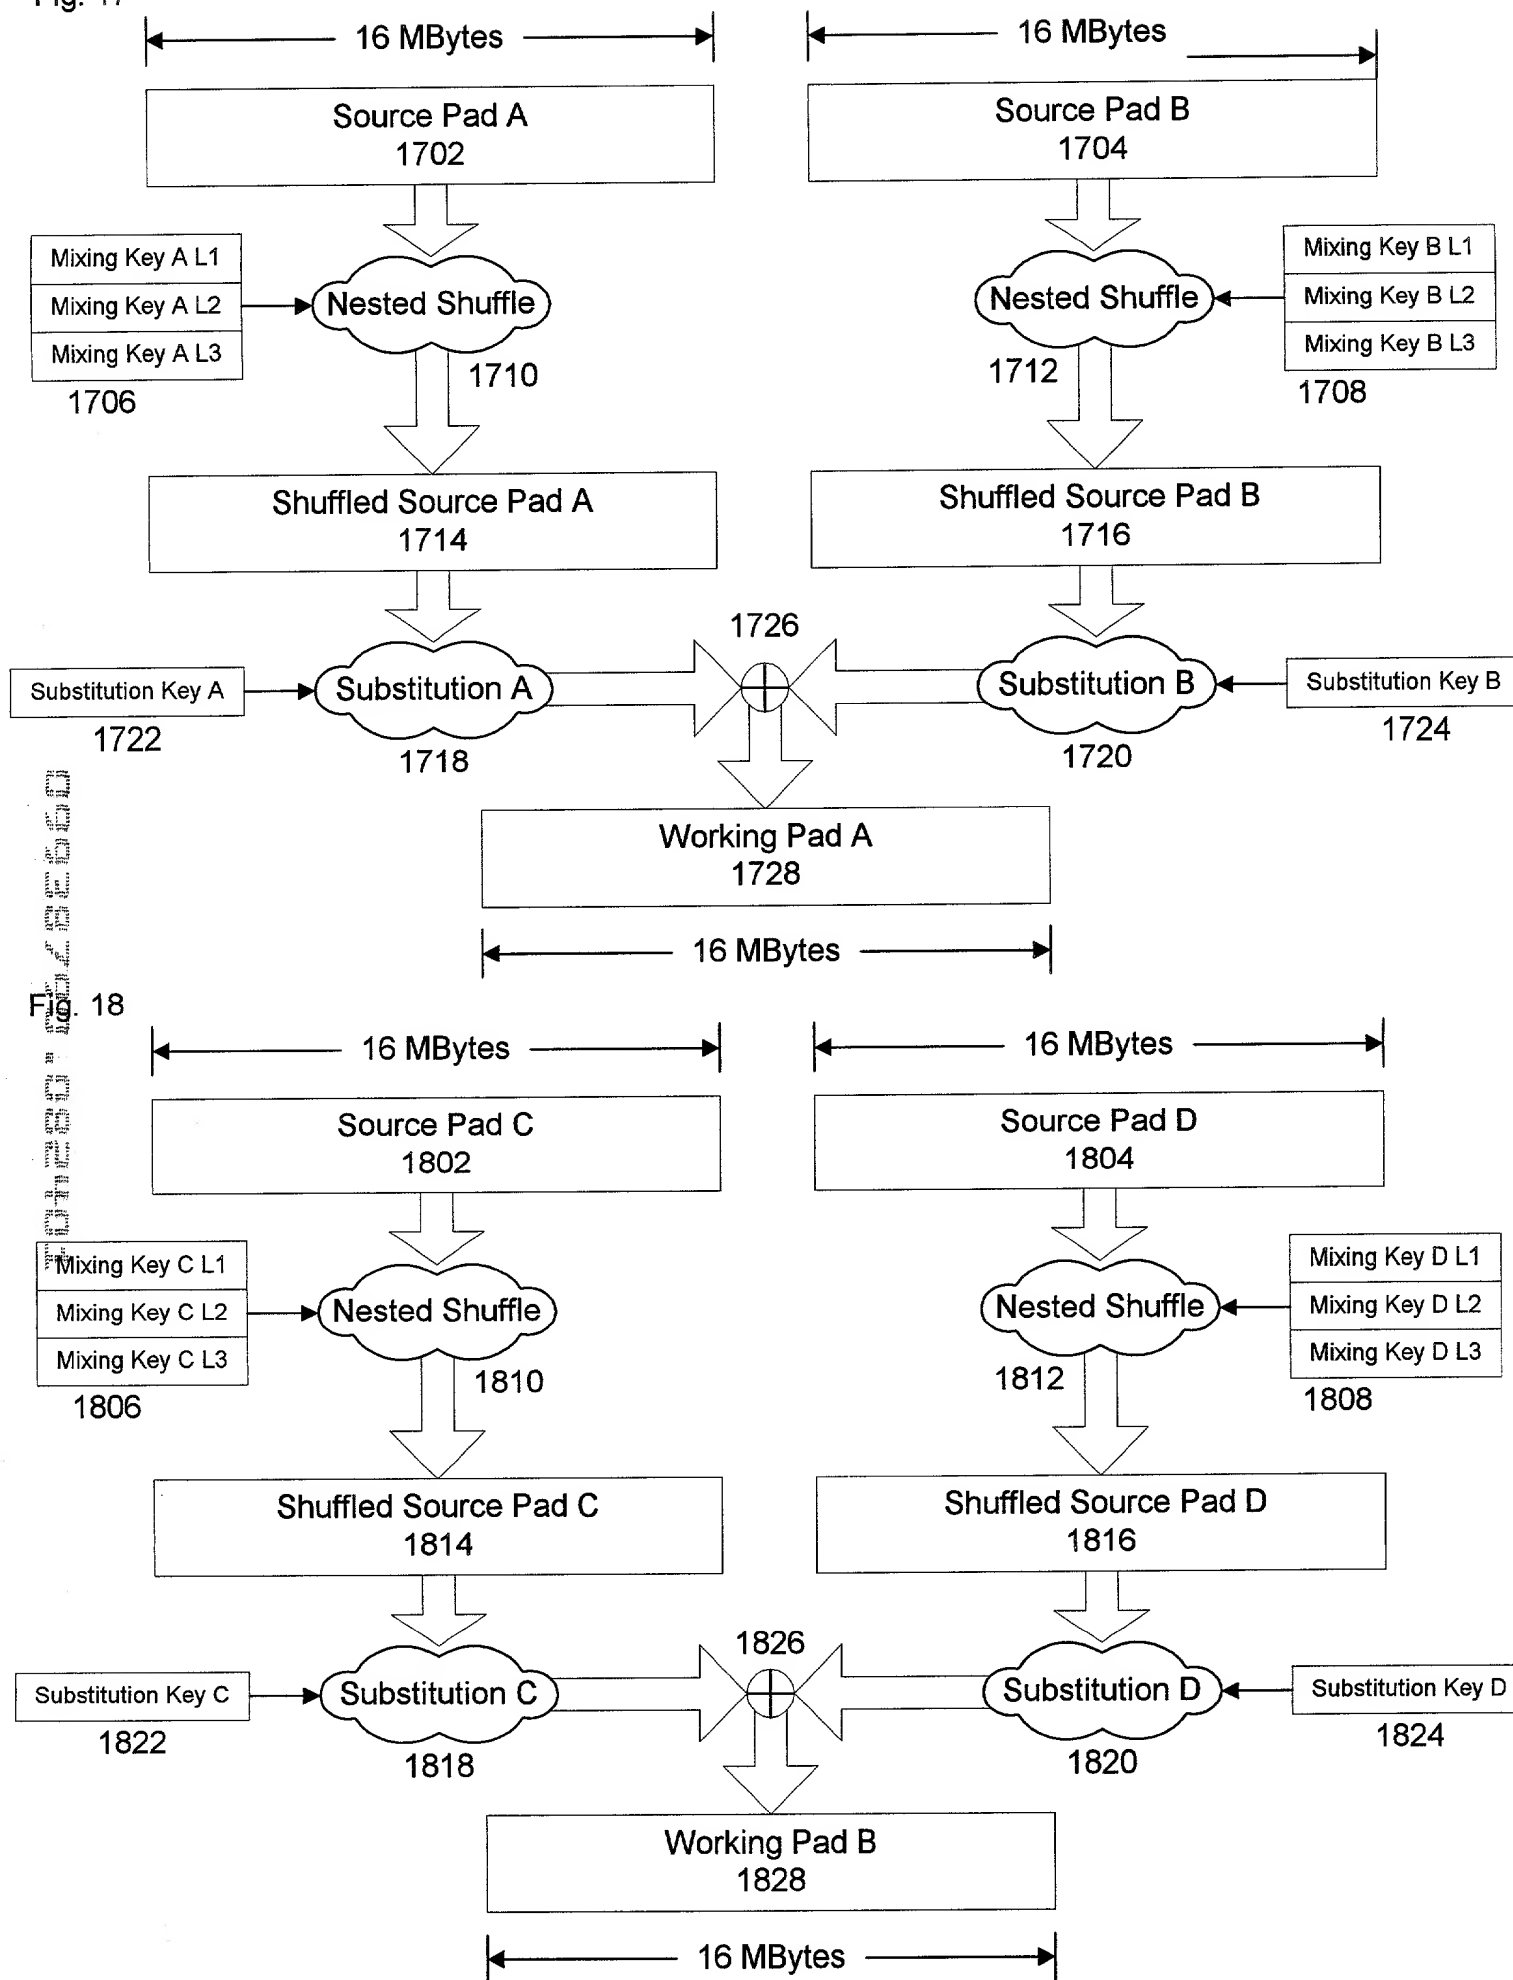 Fig. 17
16 MBytes
16 MBytes
Source Pad A
1702
Source Pad B
1704
Mixing Key A L1
Mixing Key A L2
Mixing Key A L3
1706
Nested Shuffle
1710
Nested Shuffle
1712
Mixing Key B L1
Mixing Key B L2
Mixing Key B L3
1708
Shuffled Source Pad A
1714
Shuffled Source Pad B
1716
1726
Substitution Key A
1722
Substitution A
1718
Substitution B
1720
Substitution Key B
1724
Working Pad A
1728
16 MBytes
Fig. 18
16 MBytes
16 MBytes
Source Pad C
1802
Source Pad D
1804
Mixing Key C L1
Mixing Key C L2
Mixing Key C L3
1806
Nested Shuffle
1810
Nested Shuffle
1812
Mixing Key D L1
Mixing Key D L2
Mixing Key D L3
1808
Shuffled Source Pad C
1814
Shuffled Source Pad D
1816
1826
Substitution Key C
1822
Substitution C
1818
Substitution D
1820
Substitution Key D
1824
Working Pad B
1828
16 MBytes